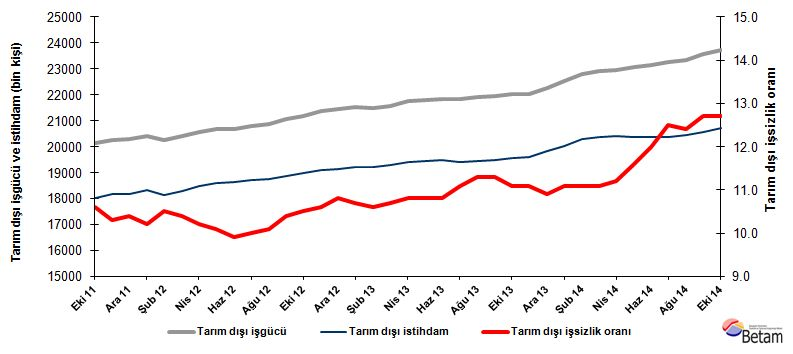 Tarım dışı işgücü ve istihdam (bin kişi)
25000
24000
23000
22000
21000
20000
19000
18000
17000
16000
15000
15.0
14.0
13.0
12.0
11.0
10.0
9.0
Tarım dışı işsizlik oranı
Eki 11
Ara 11
Şub 12
Nis 12
Haz 12
Ağu 12
Eki 12
Ara 12
Şub 13
Nis 13
Haz 13
Ağu 13
Eki 13
Ara 13
Şub 14
Nis 14
Haz 14
Ağu 14
Eki 14
Tarım dışı işgücü
Tarım dışı istihdam
Tarım dışı işsizlik oranı
Betam